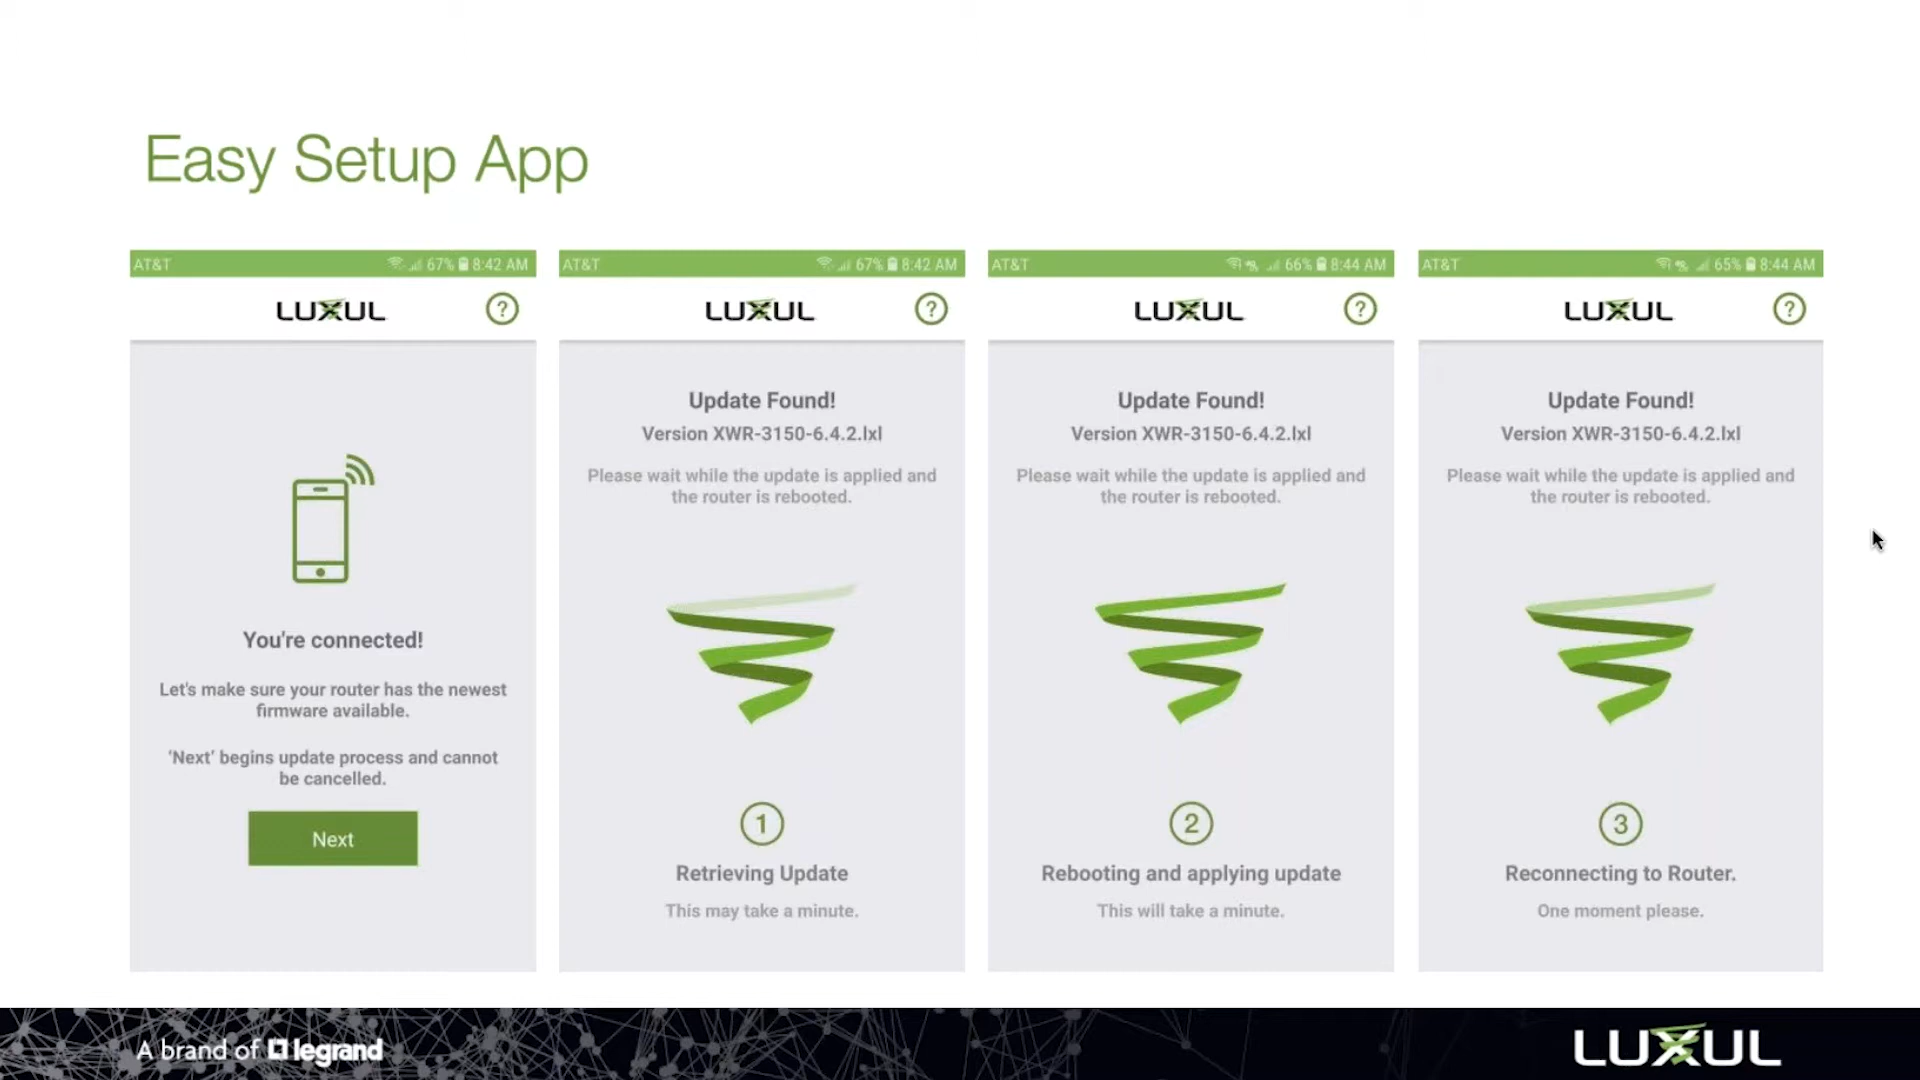 Easy Setup App
AT&T 67% 8:42 AM
LUXUL ?
You're connected!
Let's make sure your router has the newest
firmware available.
'Next' begins update process and cannot
be cancelled.
Next
AT&T 67% 8:42 AM
LUXUL ?
Update Found!
Version XWR-3150-6.4.2.lxl
Please wait while the update is applied and
the router is rebooted.
1
Retrieving Update
This may take a minute.
AT&T 66% 8:44 AM
LUXUL ?
Update Found!
Version XWR-3150-6.4.2.lxl
Please wait while the update is applied and
the router is rebooted.
2
Rebooting and applying update
This will take a minute.
AT&T 65% 8:44 AM
LUXUL ?
Update Found!
Version XWR-3150-6.4.2.lxl
Please wait while the update is applied and
the router is rebooted.
3
Reconnecting to Router.
One moment please.
A brand of legrand
LUXUL